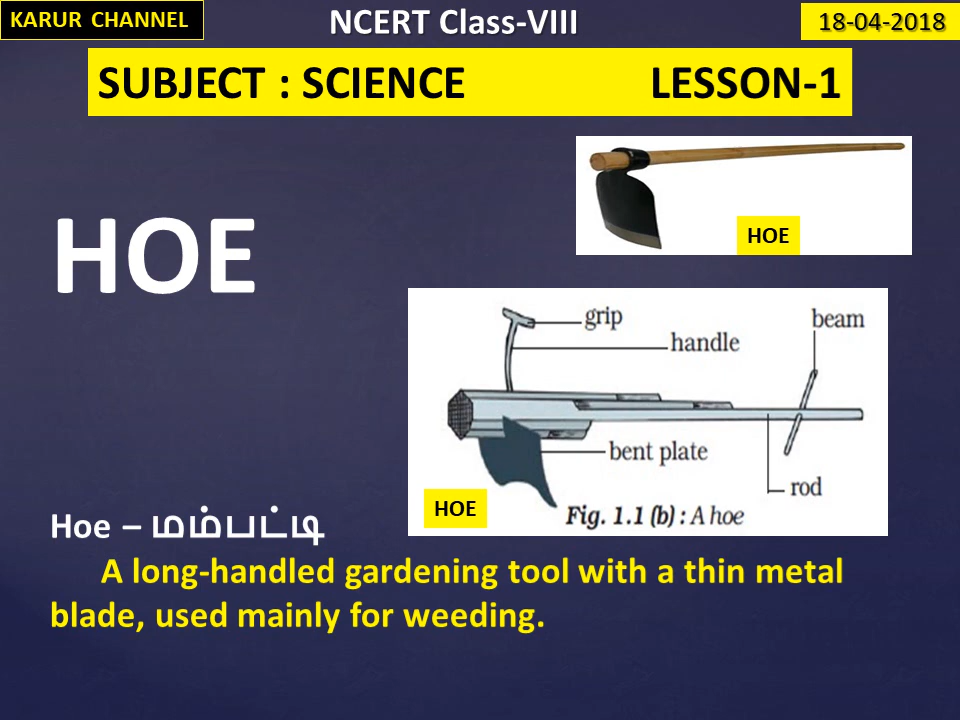 KARUR CHANNEL
NCERT Class-VIII
18-04-2018
SUBJECT : SCIENCE LESSON-1
HOE
HOE
grip
beam
handle
bent plate
rod
HOE
Fig. 1.1 (b) : A hoe
Hoe – மம்பட்டி
A long-handled gardening tool with a thin metal
blade, used mainly for weeding.